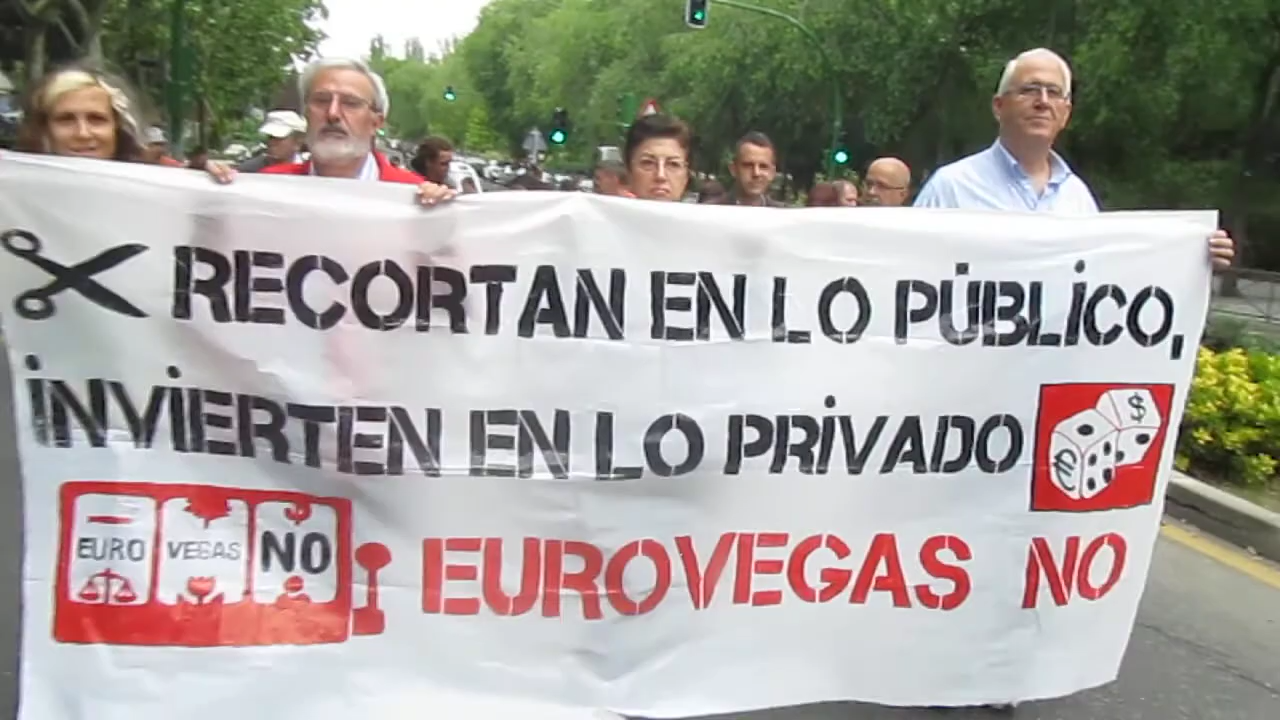 RECORTAN EN LO PÚBLICO,
INVIERTEN EN LO PRIVADO
€ $
EURO VEGAS NO
EUROVEGAS NO